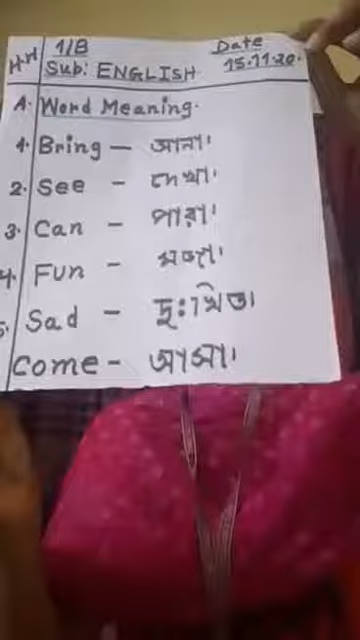 H.W 1/B Date
Sub: ENGLISH 15.11.20.
A. Word Meaning.
1. Bring – আনা।
2. See – দেখা।
3. Can – পারা।
4. Fun – মজা।
5. Sad – দুঃখিত।
Come – আসা।